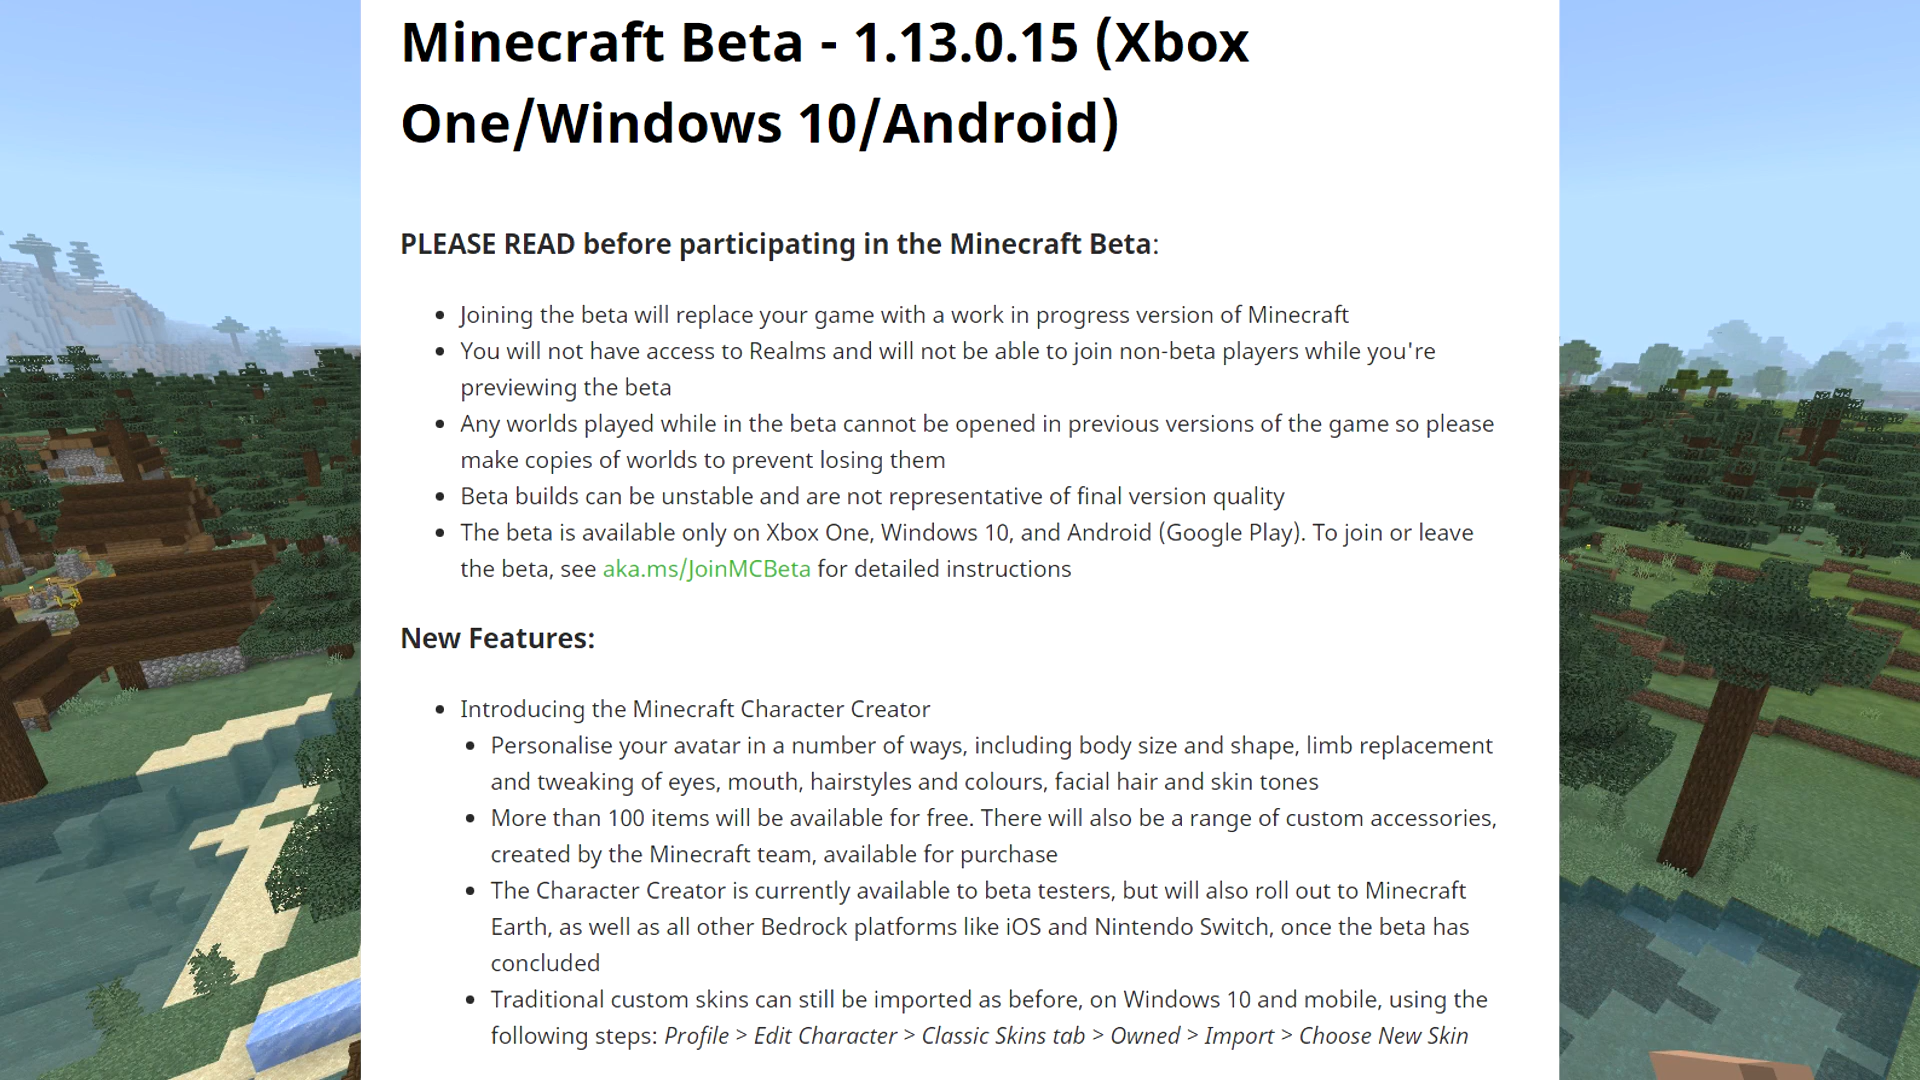 Minecraft Beta - 1.13.0.15 (Xbox
One/Windows 10/Android)
PLEASE READ before participating in the Minecraft Beta:
• Joining the beta will replace your game with a work in progress version of Minecraft
• You will not have access to Realms and will not be able to join non-beta players while you're
previewing the beta
• Any worlds played while in the beta cannot be opened in previous versions of the game so please
make copies of worlds to prevent losing them
• Beta builds can be unstable and are not representative of final version quality
• The beta is available only on Xbox One, Windows 10, and Android (Google Play). To join or leave
the beta, see aka.ms/JoinMCBeta for detailed instructions
New Features:
• Introducing the Minecraft Character Creator
• Personalise your avatar in a number of ways, including body size and shape, limb replacement
and tweaking of eyes, mouth, hairstyles and colours, facial hair and skin tones
• More than 100 items will be available for free. There will also be a range of custom accessories,
created by the Minecraft team, available for purchase
• The Character Creator is currently available to beta testers, but will also roll out to Minecraft
Earth, as well as all other Bedrock platforms like iOS and Nintendo Switch, once the beta has
concluded
• Traditional custom skins can still be imported as before, on Windows 10 and mobile, using the
following steps: Profile > Edit Character > Classic Skins tab > Owned > Import > Choose New Skin